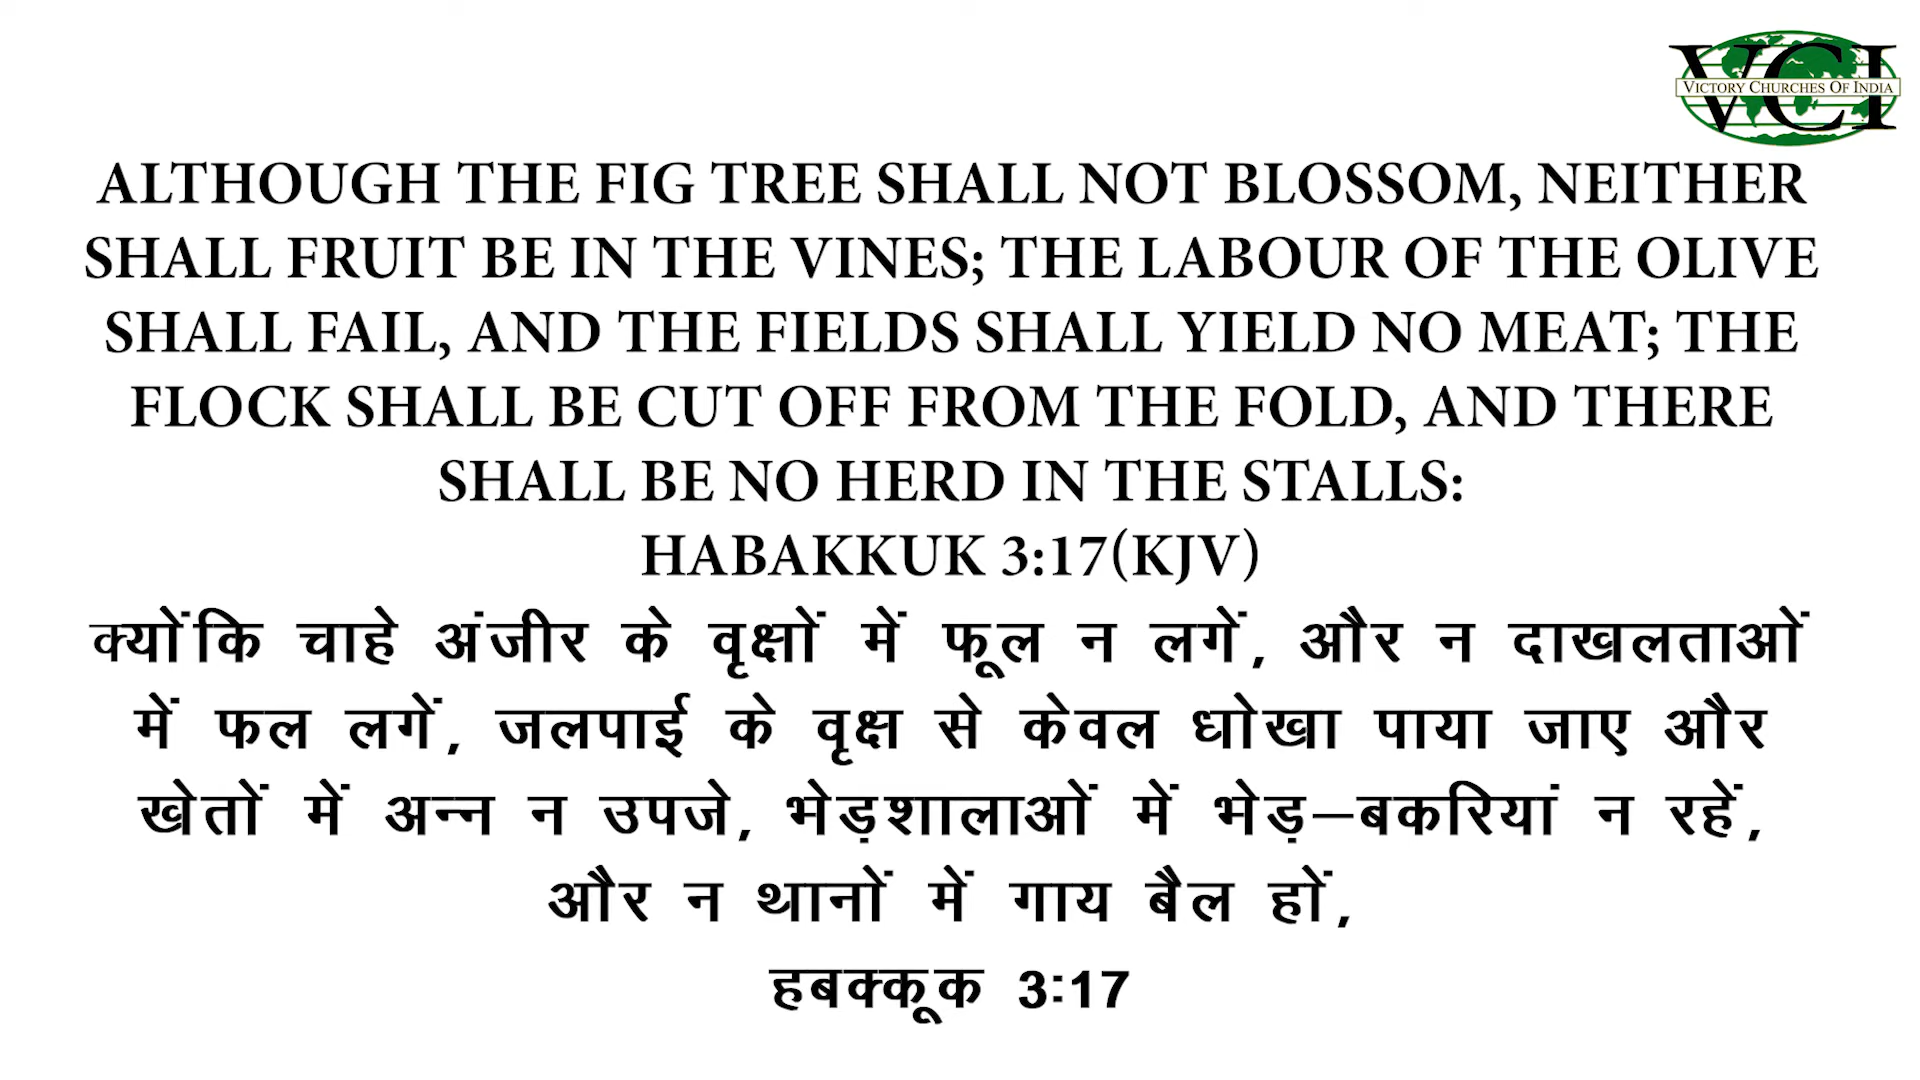 VCI
VICTORY CHURCHES OF INDIA
ALTHOUGH THE FIG TREE SHALL NOT BLOSSOM, NEITHER
SHALL FRUIT BE IN THE VINES; THE LABOUR OF THE OLIVE
SHALL FAIL, AND THE FIELDS SHALL YIELD NO MEAT; THE
FLOCK SHALL BE CUT OFF FROM THE FOLD, AND THERE
SHALL BE NO HERD IN THE STALLS:
HABAKKUK 3:17(KJV)
क्योंकि चाहे अंजीर के वृक्षों में फूल न लगें, और न दाखलताओं
में फल लगें, जलपाई के वृक्ष से केवल धोखा पाया जाए और
खेतों में अन्न न उपजे, भेड़शालाओं में भेड़–बकरियां न रहें,
और न थानों में गाय बैल हों,
हबक्कूक 3:17